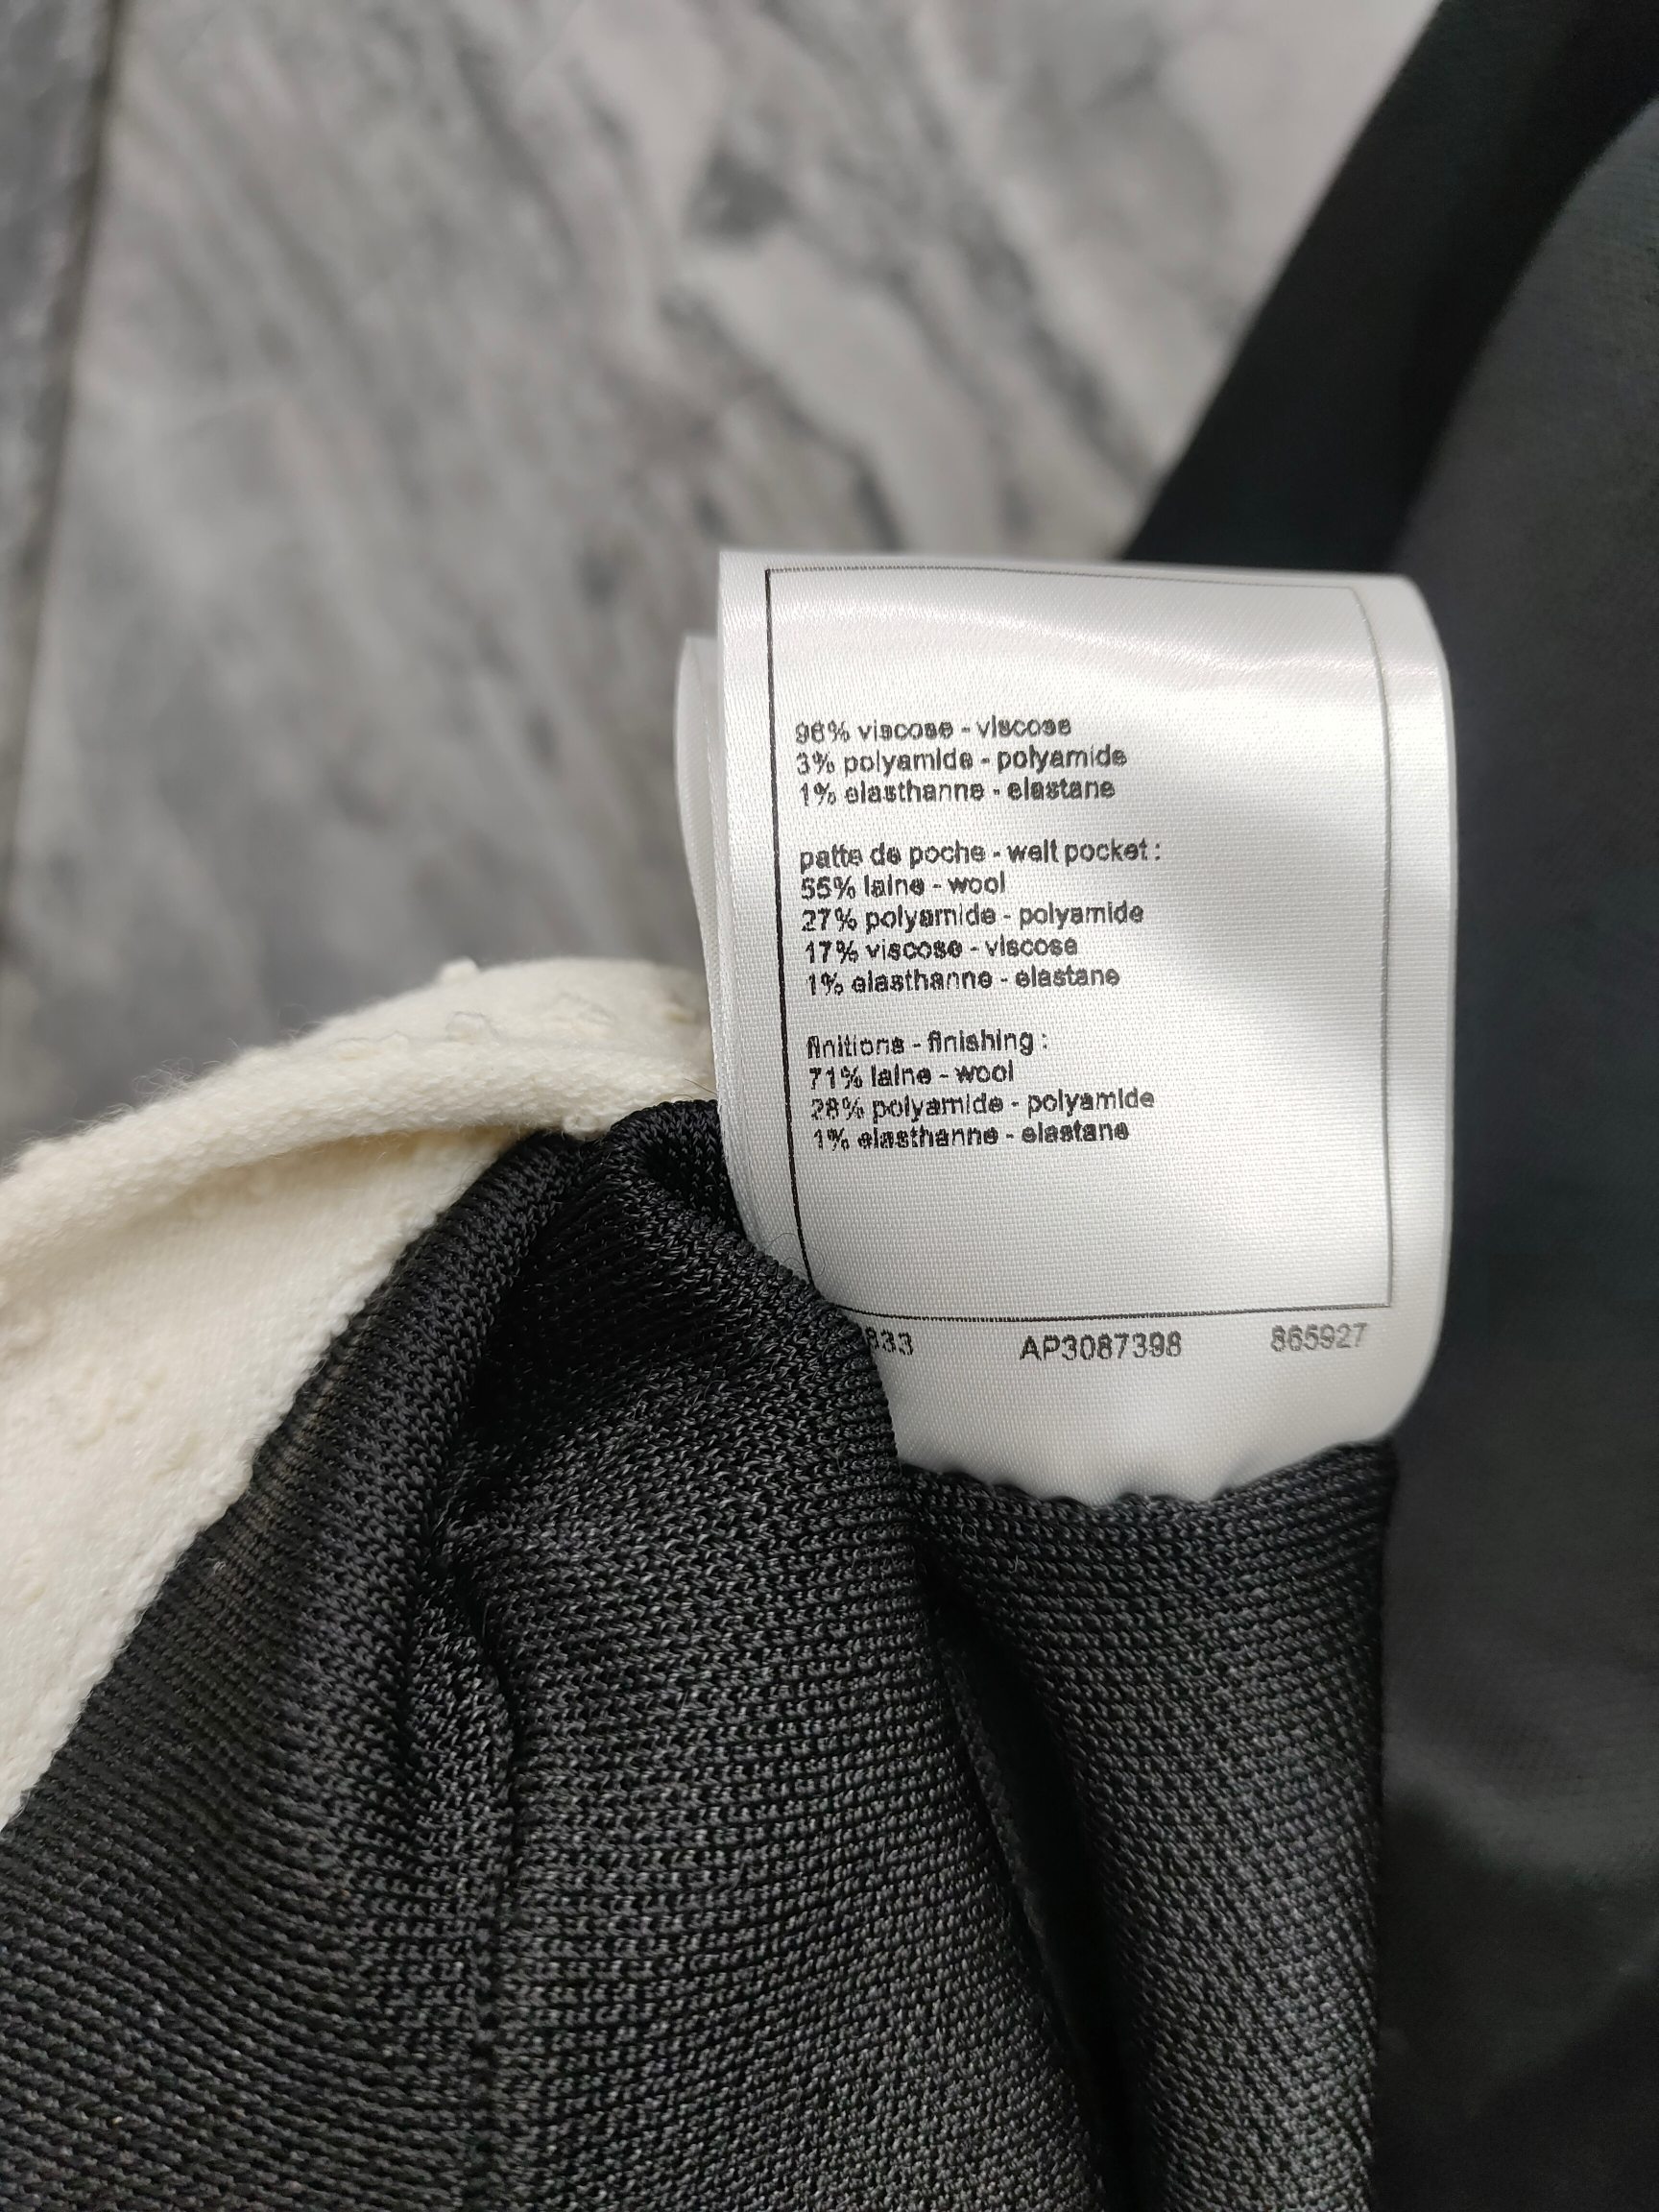 96% viscose - viscose
3% polyamide - polyamide
1% elasthanne - elastane
patte de poche - welt pocket :
55% laine - wool
27% polyamide - polyamide
17% viscose - viscose
1% elasthanne - elastane
finitions - finishing :
71% laine - wool
28% polyamide - polyamide
1% elasthanne - elastane
833 AP3087398 865927